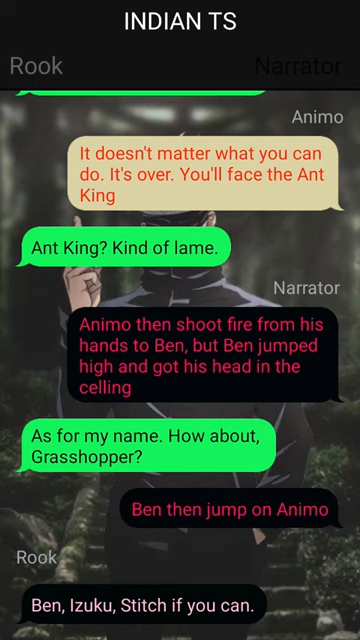 INDIAN TS
Rook
Narrator
Animo
It doesn't matter what you can
do. It's over. You'll face the Ant
King
Ant King? Kind of lame.
Narrator
Animo then shoot fire from his
hands to Ben, but Ben jumped
high and got his head in the
celling
As for my name. How about,
Grasshopper?
Ben then jump on Animo
Rook
Ben, Izuku, Stitch if you can.